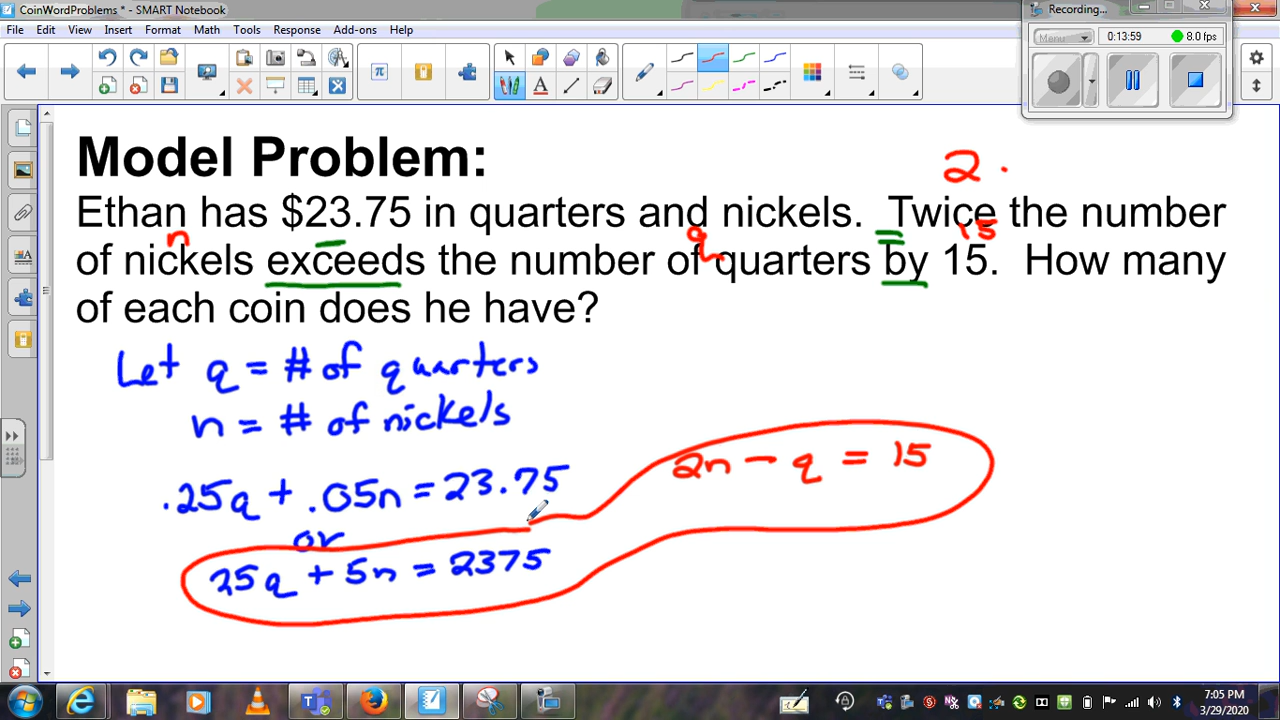 CoinWordProblems * - SMART Notebook
Recording...
File Edit View Insert Format Math Tools Response Add-ons Help
Menu 0:13:59 8.0 fps
Model Problem:
2 ·
Ethan has $23.75 in quarters and nickels. Twice the number
n = q = 15
of nickels exceeds the number of quarters by 15. How many
of each coin does he have?
Let q = # of quarters
n = # of nickels
2n - q = 15
.25q + .05n = 23.75
or
25q + 5n = 2375
7:05 PM
3/29/2020